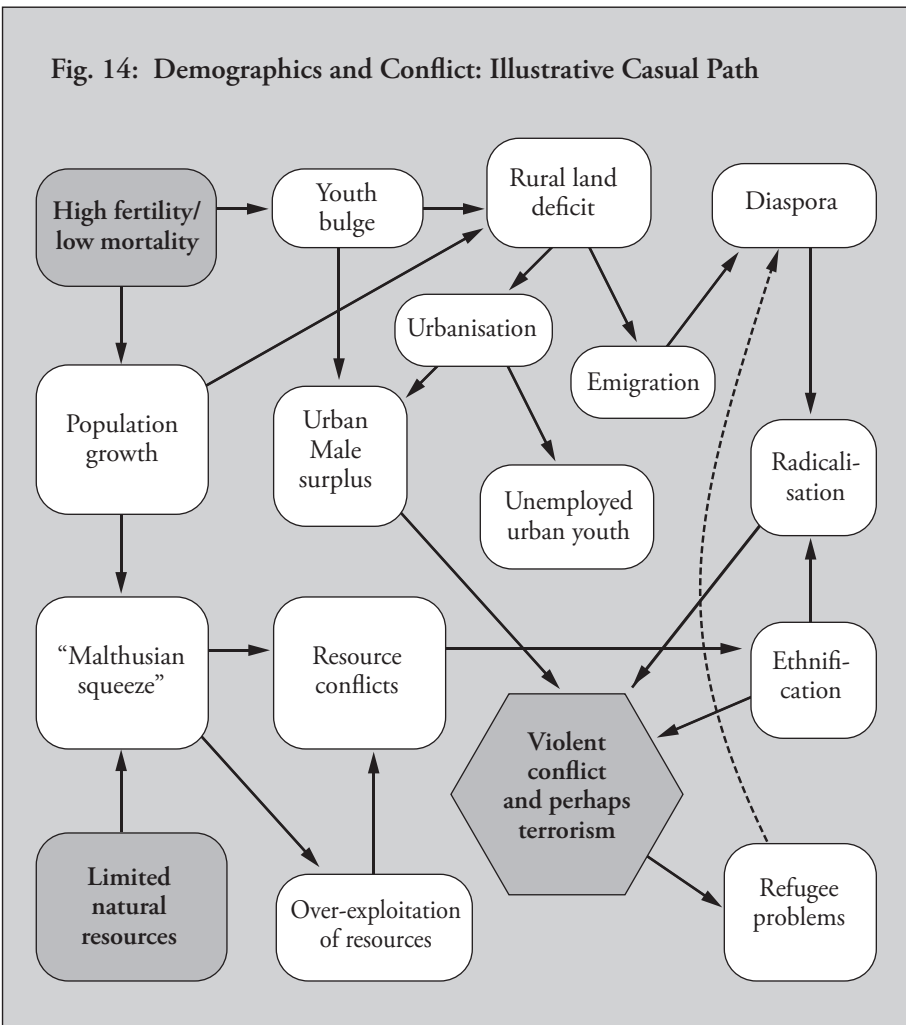 Fig. 14: Demographics and Conflict: Illustrative Casual Path
High fertility/
low mortality
Youth
bulge
Rural land
deficit
Diaspora
Urbanisation
Emigration
Population
growth
Urban
Male
surplus
Unemployed
urban youth
Radicali-
sation
“Malthusian
squeeze”
Resource
conflicts
Ethnifi-
cation
Violent
conflict
and perhaps
terrorism
Limited
natural
resources
Over-exploitation
of resources
Refugee
problems